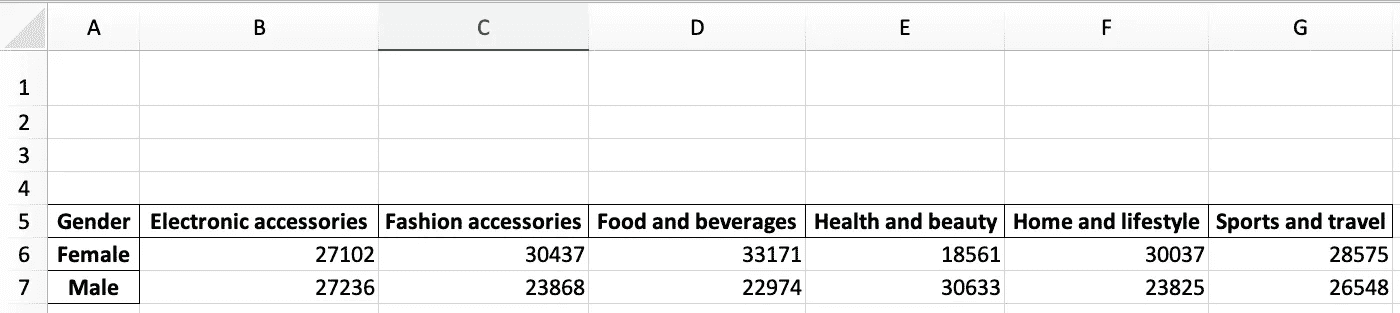 A B C D E F G
1
2
3
4
5 Gender Electronic accessories Fashion accessories Food and beverages Health and beauty Home and lifestyle Sports and travel
6 Female 27102 30437 33171 18561 30037 28575
7 Male 27236 23868 22974 30633 23825 26548